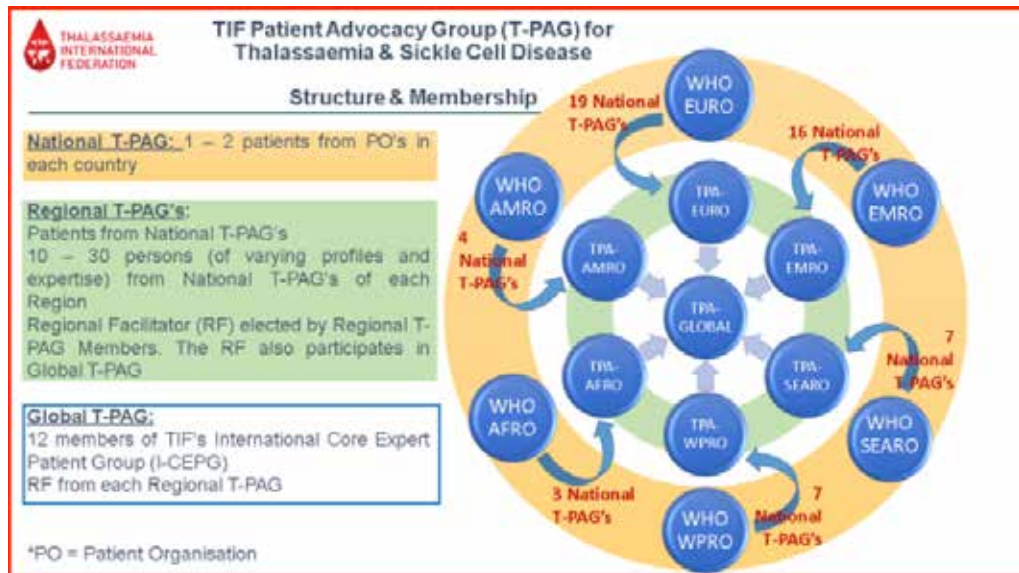 THALASSAEMIA
INTERNATIONAL
FEDERATION
TIF Patient Advocacy Group (T-PAG) for
Thalassaemia & Sickle Cell Disease
Structure & Membership
National T-PAG: 1 – 2 patients from PO's in
each country
Regional T-PAG's:
Patients from National T-PAG's
10 – 30 persons (of varying profiles and
expertise) from National T-PAG's of each
Region
Regional Facilitator (RF) elected by Regional T-
PAG Members. The RF also participates in
Global T-PAG
Global T-PAG:
12 members of TIF's International Core Expert
Patient Group (I-CEPG)
RF from each Regional T-PAG
*PO = Patient Organisation
WHO
EURO
19 National
T-PAG's
16 National
T-PAG's
WHO
AMRO
WHO
EMRO
TPA-
EURO
4
National
T-PAG's
TPA-
AMRO
TPA-
EMRO
TPA-
GLOBAL
TPA-
AFRO
TPA-
SEARO
7
National
T-PAG's
WHO
AFRO
TPA-
WPRO
WHO
SEARO
3 National
T-PAG's
WHO
WPRO
7
National
T-PAG's